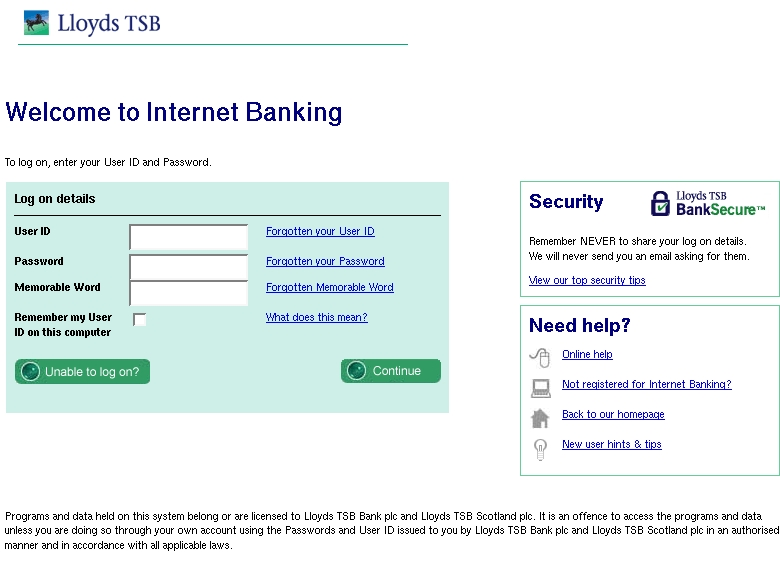 Lloyds TSB
Welcome to Internet Banking
To log on, enter your User ID and Password.
Log on details
User ID
Forgotten your User ID
Password
Forgotten your Password
Memorable Word
Forgotten Memorable Word
Remember my User
ID on this computer
What does this mean?
Unable to log on?
Continue
Security
Lloyds TSB
BankSecure™
Remember NEVER to share your log on details.
We will never send you an email asking for them.
View our top security tips
Need help?
Online help
Not registered for Internet Banking?
Back to our homepage
New user hints & tips
Programs and data held on this system belong or are licensed to Lloyds TSB Bank plc and Lloyds TSB Scotland plc. It is an offence to access the programs and data
unless you are doing so through your own account using the Passwords and User ID issued to you by Lloyds TSB Bank plc and Lloyds TSB Scotland plc in an authorised
manner and in accordance with all applicable laws.